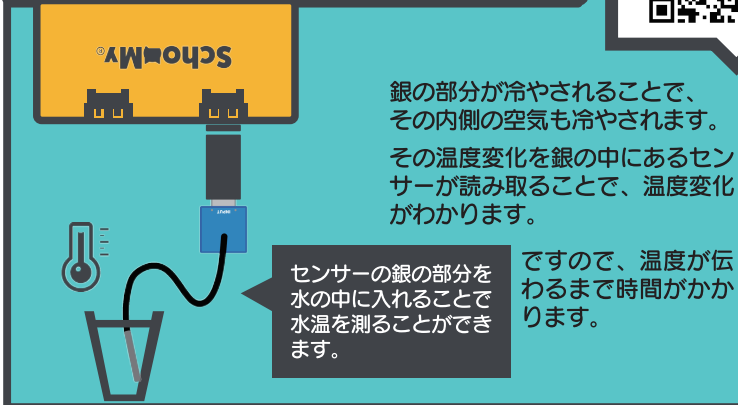 SchooMy®
銀の部分が冷やされることで、
その内側の空気も冷やされます。
その温度変化を銀の中にあるセン
サーが読み取ることで、温度変化
がわかります。
INPUT
センサーの銀の部分を
水の中に入れることで
水温を測ることができ
ます。
ですので、温度が伝
わるまで時間がかか
ります。